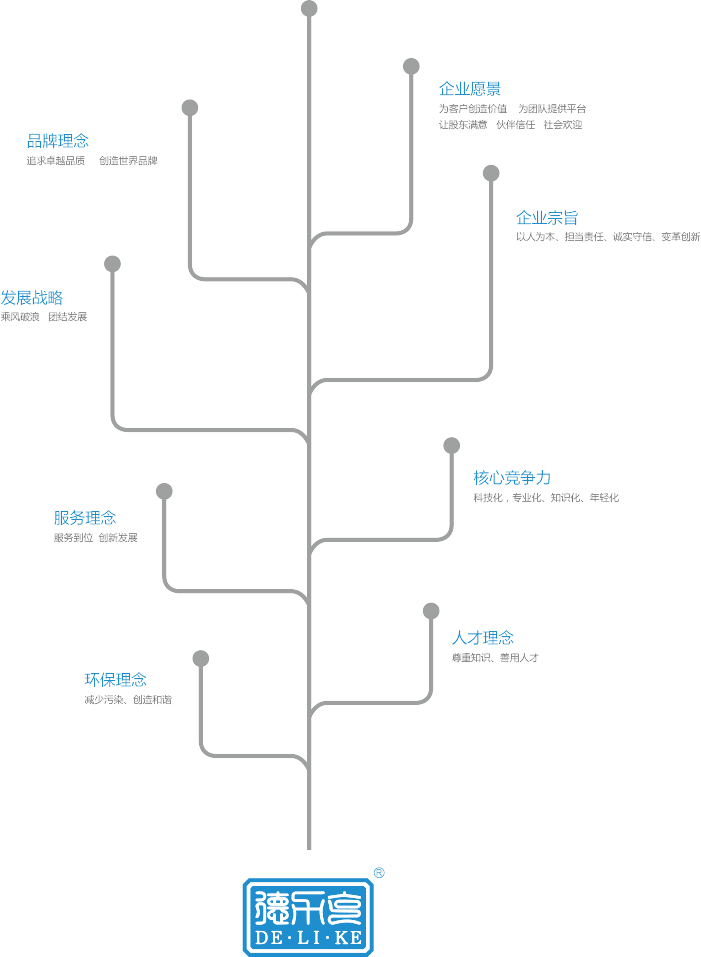 企业愿景
为客户创造价值 为团队提供平台
让股东满意 伙伴信任 社会欢迎
品牌理念
追求卓越品质 创造世界品牌
企业宗旨
以人为本、担当责任、诚实守信、变革创新
发展战略
乘风破浪 团结发展
核心竞争力
科技化，专业化、知识化、年轻化
服务理念
服务到位 创新发展
人才理念
尊重知识、善用人才
环保理念
减少污染、创造和谐
®
DE·LI·KE